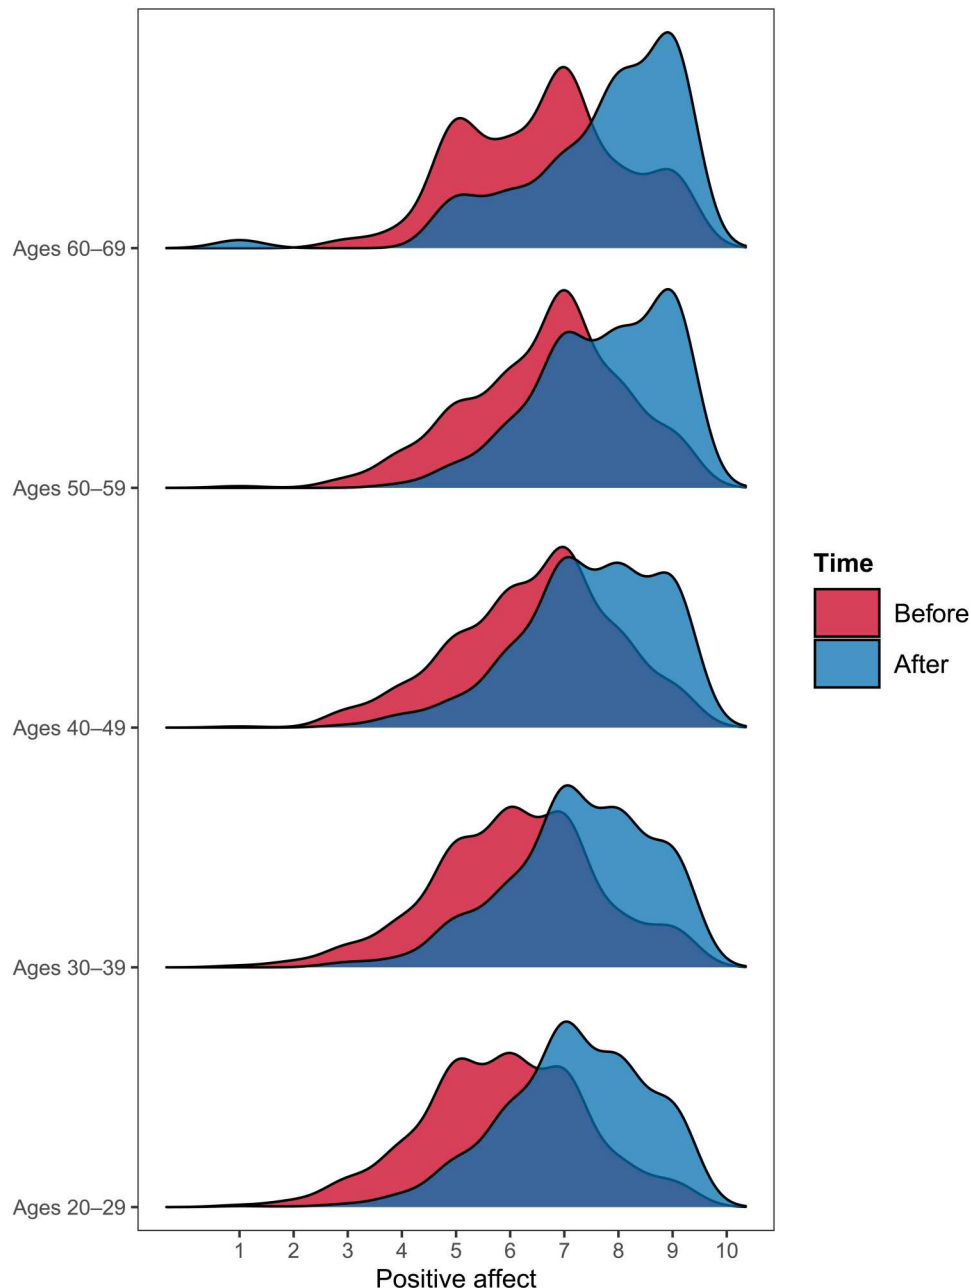 Ages 60–69
Ages 50–59
Ages 40–49
Ages 30–39
Ages 20–29
1 2 3 4 5 6 7 8 9 10
Positive affect
Time
Before
After